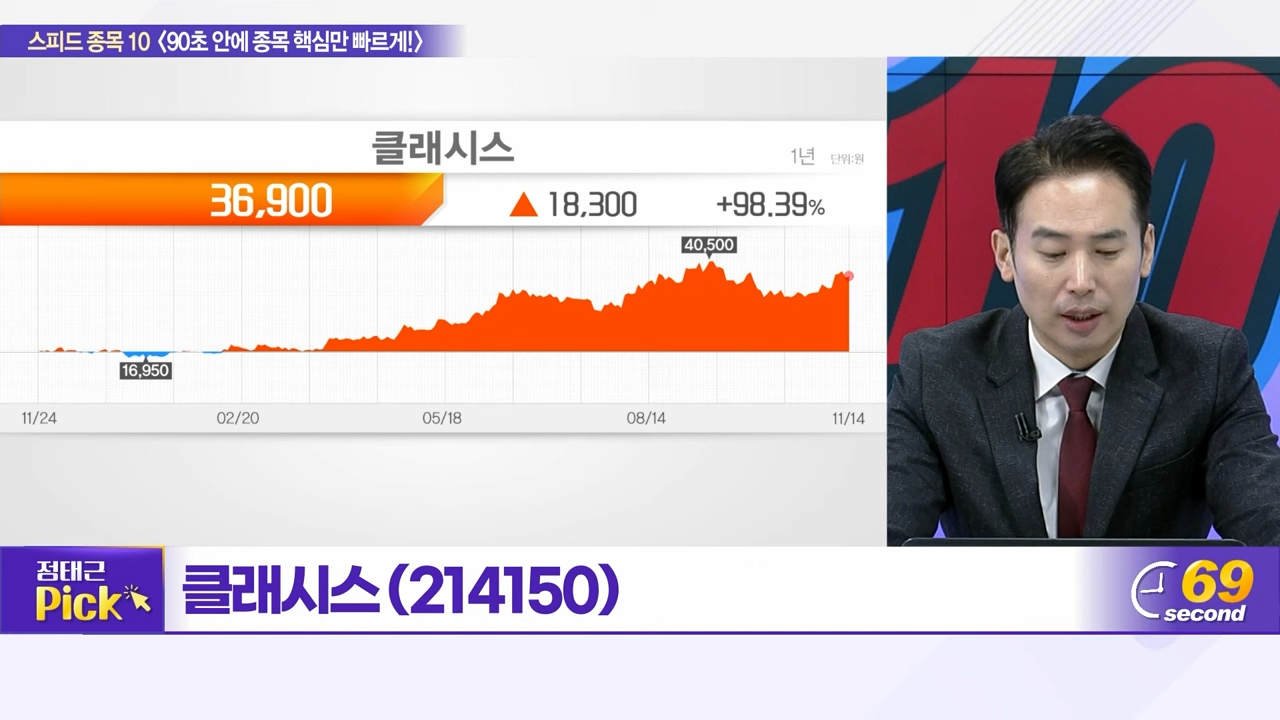 스피드 종목 10 〈90초 안에 종목 핵심만 빠르게!〉
클래시스
1년 단위:원
36,900 ▲ 18,300 +98.39%
40,500
16,950
11/24 02/20 05/18 08/14 11/14
10
정태근
Pick
클래시스(214150)
69
second